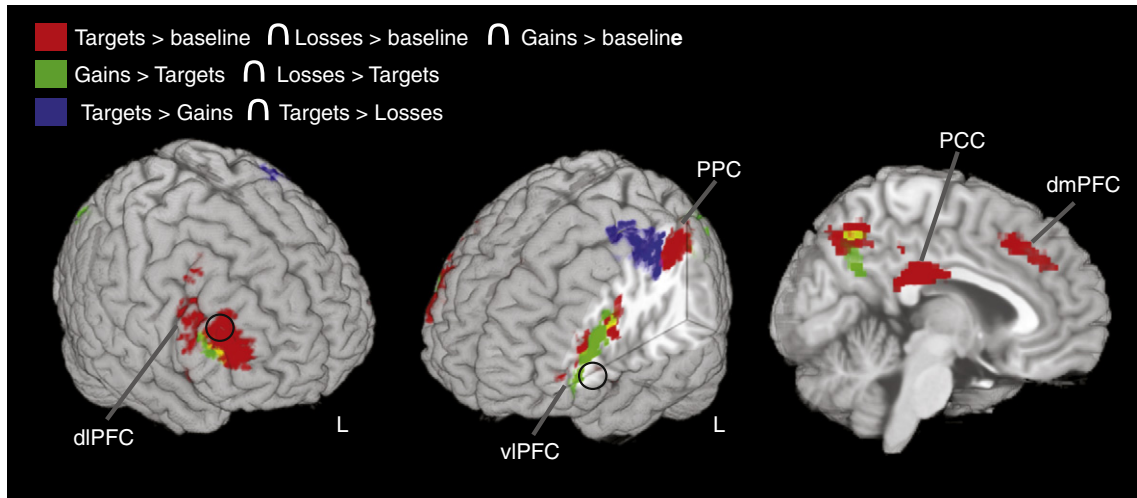 Targets > baseline ∩ Losses > baseline ∩ Gains > baseline
Gains > Targets ∩ Losses > Targets
Targets > Gains ∩ Targets > Losses
PCC
PPC
dmPFC
dlPFC
L
vlPFC
L